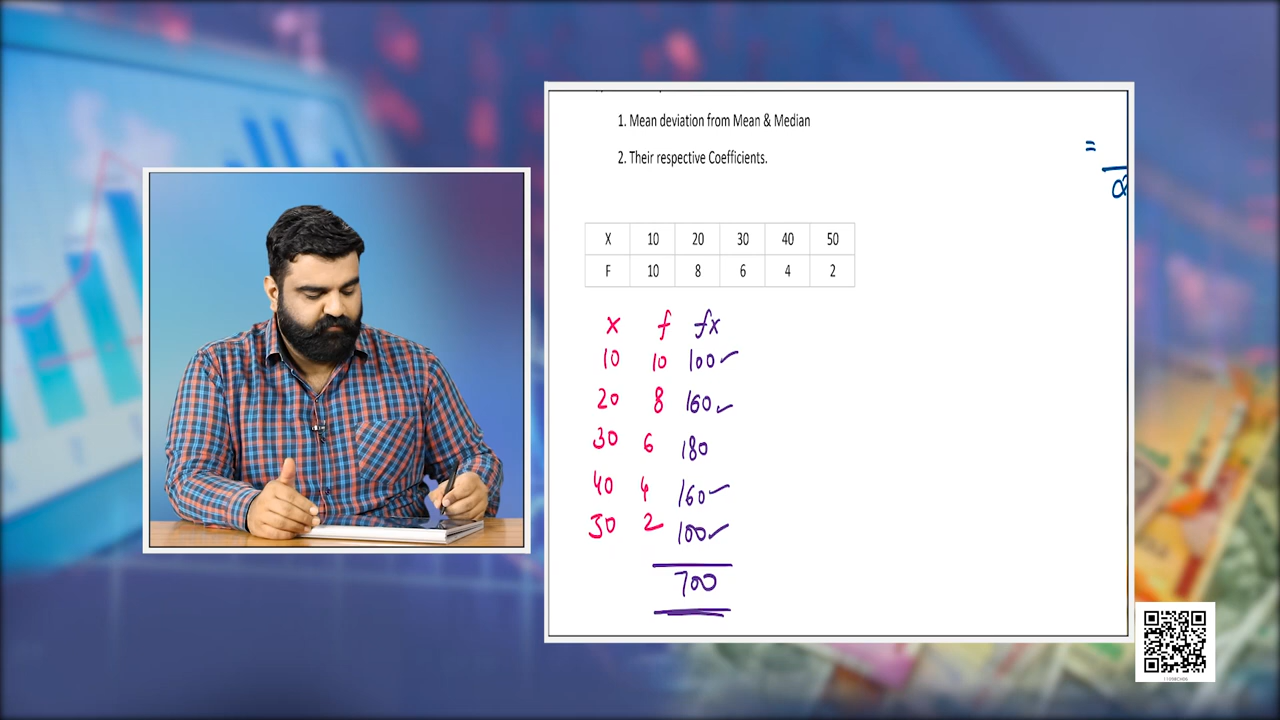 1. Mean deviation from Mean & Median
2. Their respective Coefficients.
=
X 10 20 30 40 50
F 10 8 6 4 2
x f fx
10 10 100
20 8 160
30 6 180
40 4 160
30 2 100
700